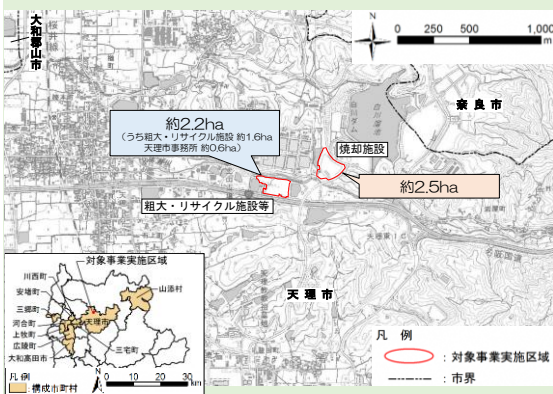 大和郡山市
N
0 250 500 1,000
m
奈良市
約2.2ha
(うち粗大・リサイクル施設 約1.6ha
天理市事務所 約0.6ha)
焼却施設
約2.5ha
粗大・リサイクル施設等
名阪国道
天理市
対象事業実施区域
川西町
安堵町
三郷町
河合町
上牧町
広陵町
大和高田市
山添村
天理市
三宅町
凡例
:構成市町村
N
0 10 20 30
km
凡 例
:対象事業実施区域
:市界